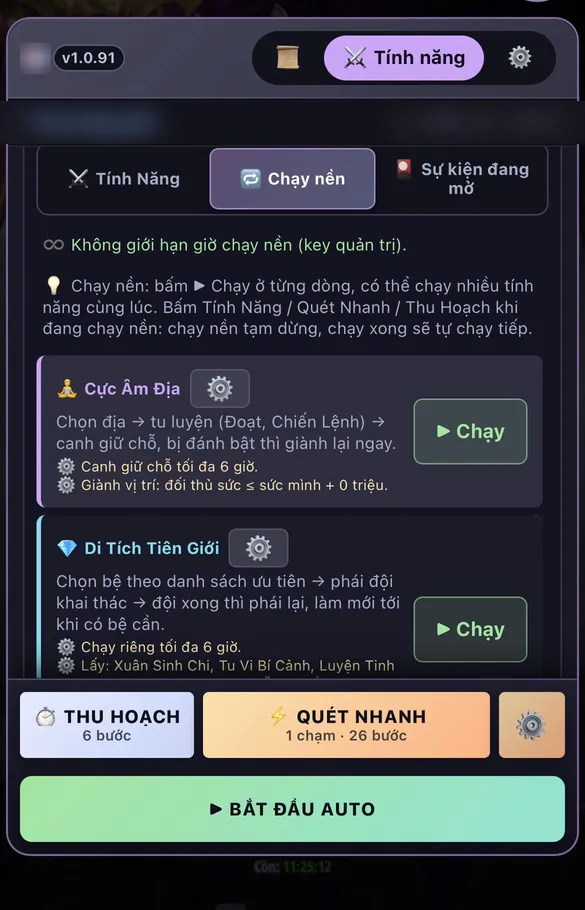 v1.0.91
Tính năng
Tính Năng
Chạy nền
Sự kiện đang
mở
Không giới hạn giờ chạy nền (key quản trị).
Chạy nền: bấm ▶ Chạy ở từng dòng, có thể chạy nhiều tính
năng cùng lúc. Bấm Tính Năng / Quét Nhanh / Thu Hoạch khi
đang chạy nền: chạy nền tạm dừng, chạy xong sẽ tự chạy tiếp.
Cực Âm Địa
Chọn địa → tu luyện (Đoạt, Chiến Lệnh) →
canh giữ chỗ, bị đánh bật thì giành lại ngay.
Canh giữ chỗ tối đa 6 giờ.
Giành vị trí: đối thủ sức ≤ sức mình + 0 triệu.
▶ Chạy
Di Tích Tiên Giới
Chọn bệ theo danh sách ưu tiên → phái đội
khai thác → đội xong thì phái lại, làm mới tới
khi có bệ cần.
Chạy riêng tối đa 6 giờ.
Lấy: Xuân Sinh Chi, Tu Vi Bí Cảnh, Luyện Tinh
▶ Chạy
THU HOẠCH
6 bước
QUÉT NHANH
1 chạm · 26 bước
▶ BẮT ĐẦU AUTO
Còn: 11:25:12